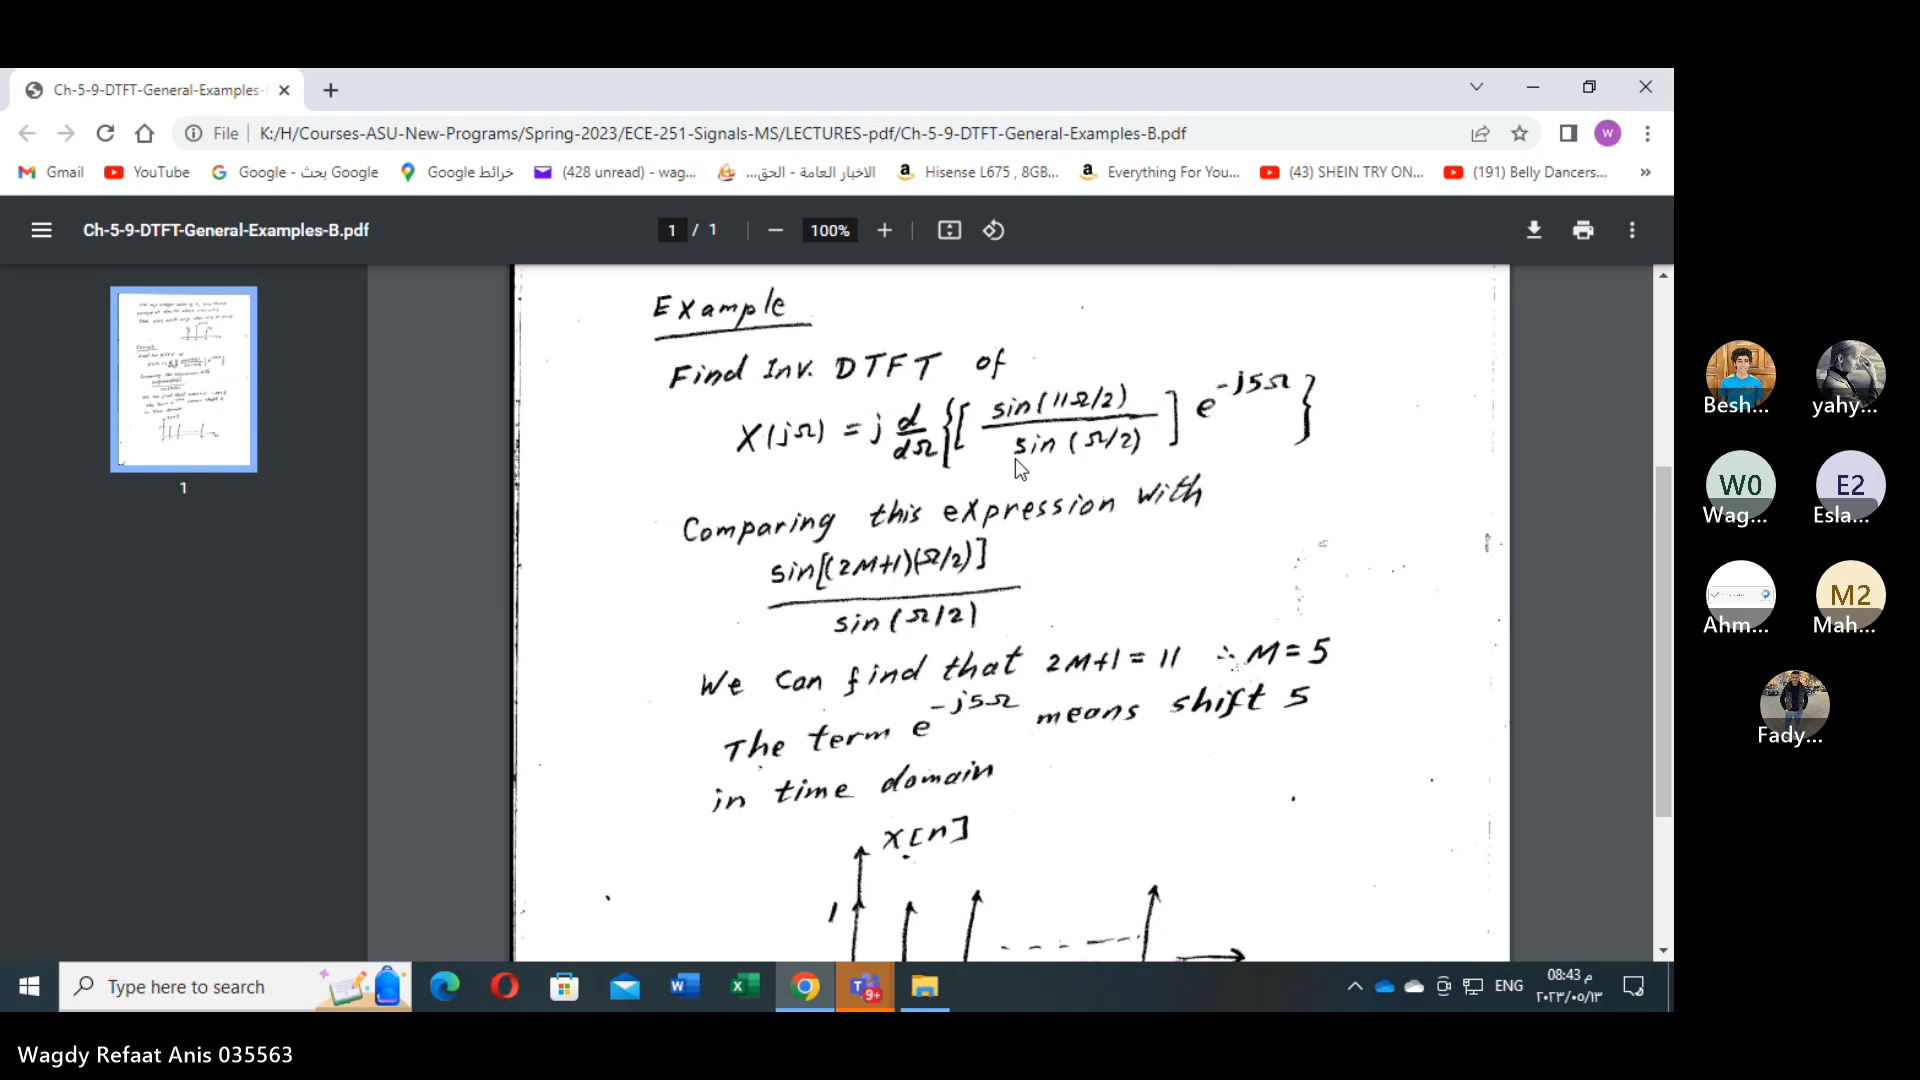 Ch-5-9-DTFT-General-Examples-
File
K:/H/Courses-ASU-New-Programs/Spring-2023/ECE-251-Signals-MS/LECTURES-pdf/Ch-5-9-DTFT-General-Examples-B.pdf
W
Gmail
YouTube
Google - بحث Google
خرائط Google
(428 unread) - wag...
الاخبار العامة - الحق...
Hisense L675 , 8GB...
Everything For You...
(43) SHEIN TRY ON...
(191) Belly Dancers...
»
Ch-5-9-DTFT-General-Examples-B.pdf
1 / 1
100%
1
Example
Find Inv. DTFT of
X(jΩ) = j d/dΩ {[ sin(11Ω/2) / sin(Ω/2) ] e^-j5Ω}
Comparing this expression with
sin[(2M+1)(Ω/2)]
sin(Ω/2)
We can find that 2M+1 = 11 ∴ M = 5
The term e^-j5Ω means shift 5
in time domain
x[n]
1
Besh...
yahy...
W0
Wag...
E2
Esla...
Ahm...
M2
Mah...
Fady...
Type here to search
9+
ENG
08:43 م
٢٠٢٣/٠٥/١٣
Wagdy Refaat Anis 035563